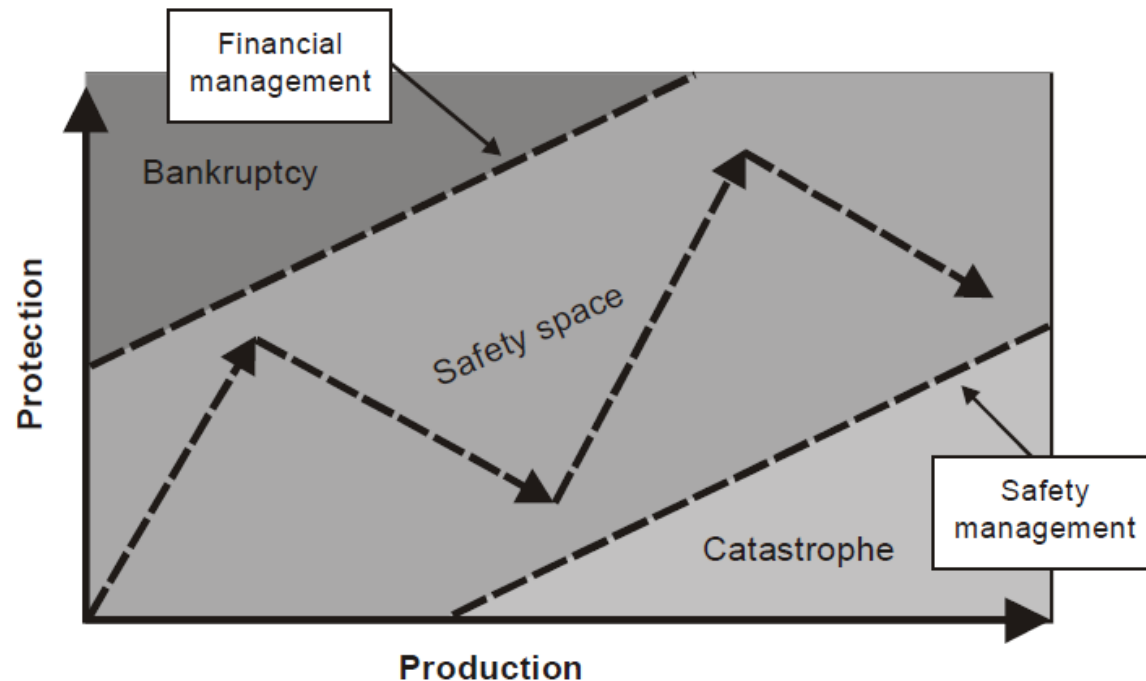 Financial
management
Bankruptcy
Protection
Safety space
Safety
management
Catastrophe
Production